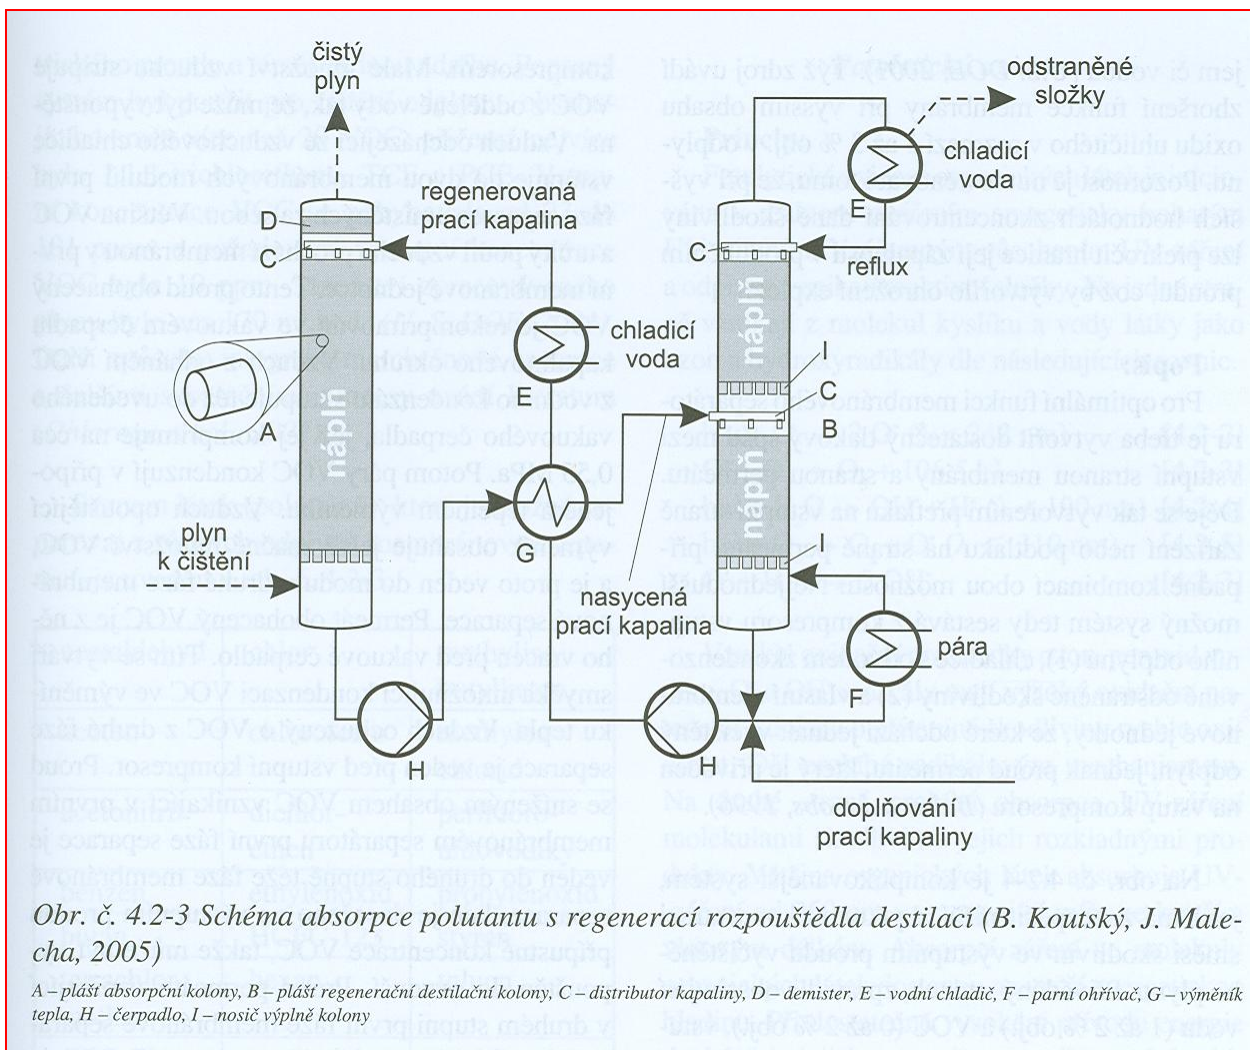 čistý
plyn
odstraněné
složky
chladicí
voda
E
regenerovaná
prací kapalina
D
C
C
reflux
náplň
chladicí
voda
E
I
C
B
A
náplň
náplň
G
plyn
k čištění
I
nasycená
prací kapalina
pára
F
H
H
doplňování
prací kapaliny
Obr. č. 4.2-3 Schéma absorpce polutantu s regenerací rozpouštědla destilací (B. Koutský, J. Male-
cha, 2005)
A – plášť absorpční kolony, B – plášť regenerační destilační kolony, C – distributor kapaliny, D – demister, E – vodní chladič, F – parní ohřívač, G – výměník
tepla, H – čerpadlo, I – nosič výplně kolony